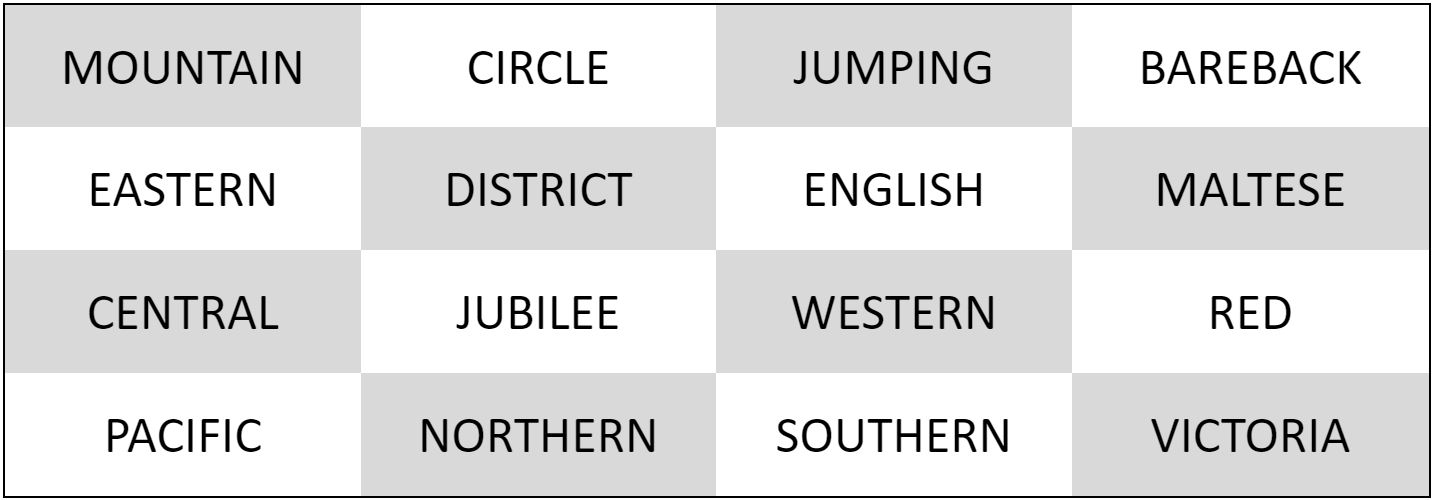 MOUNTAIN CIRCLE JUMPING BAREBACK
EASTERN DISTRICT ENGLISH MALTESE
CENTRAL JUBILEE WESTERN RED
PACIFIC NORTHERN SOUTHERN VICTORIA